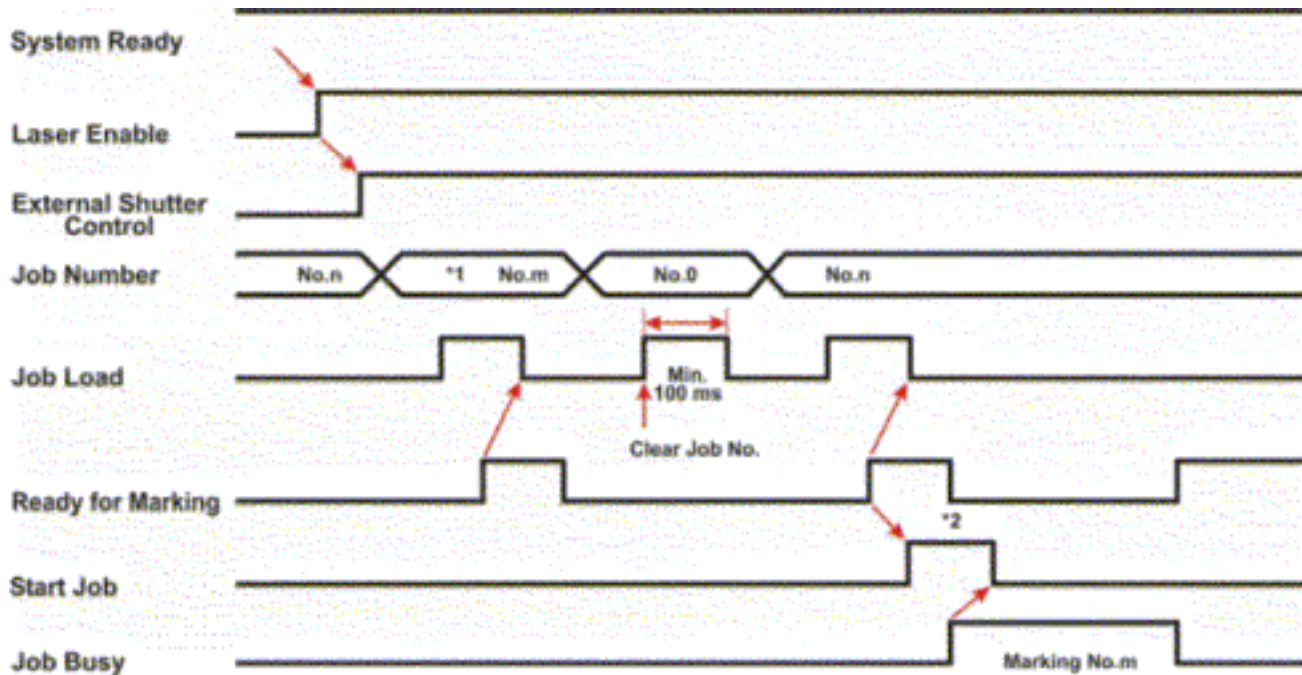 System Ready
Laser Enable
External Shutter
Control
Job Number
No.n
*1
No.m
No.0
No.n
Job Load
Min.
100 ms
Clear Job No.
Ready for Marking
*2
Start Job
Job Busy
Marking No.m